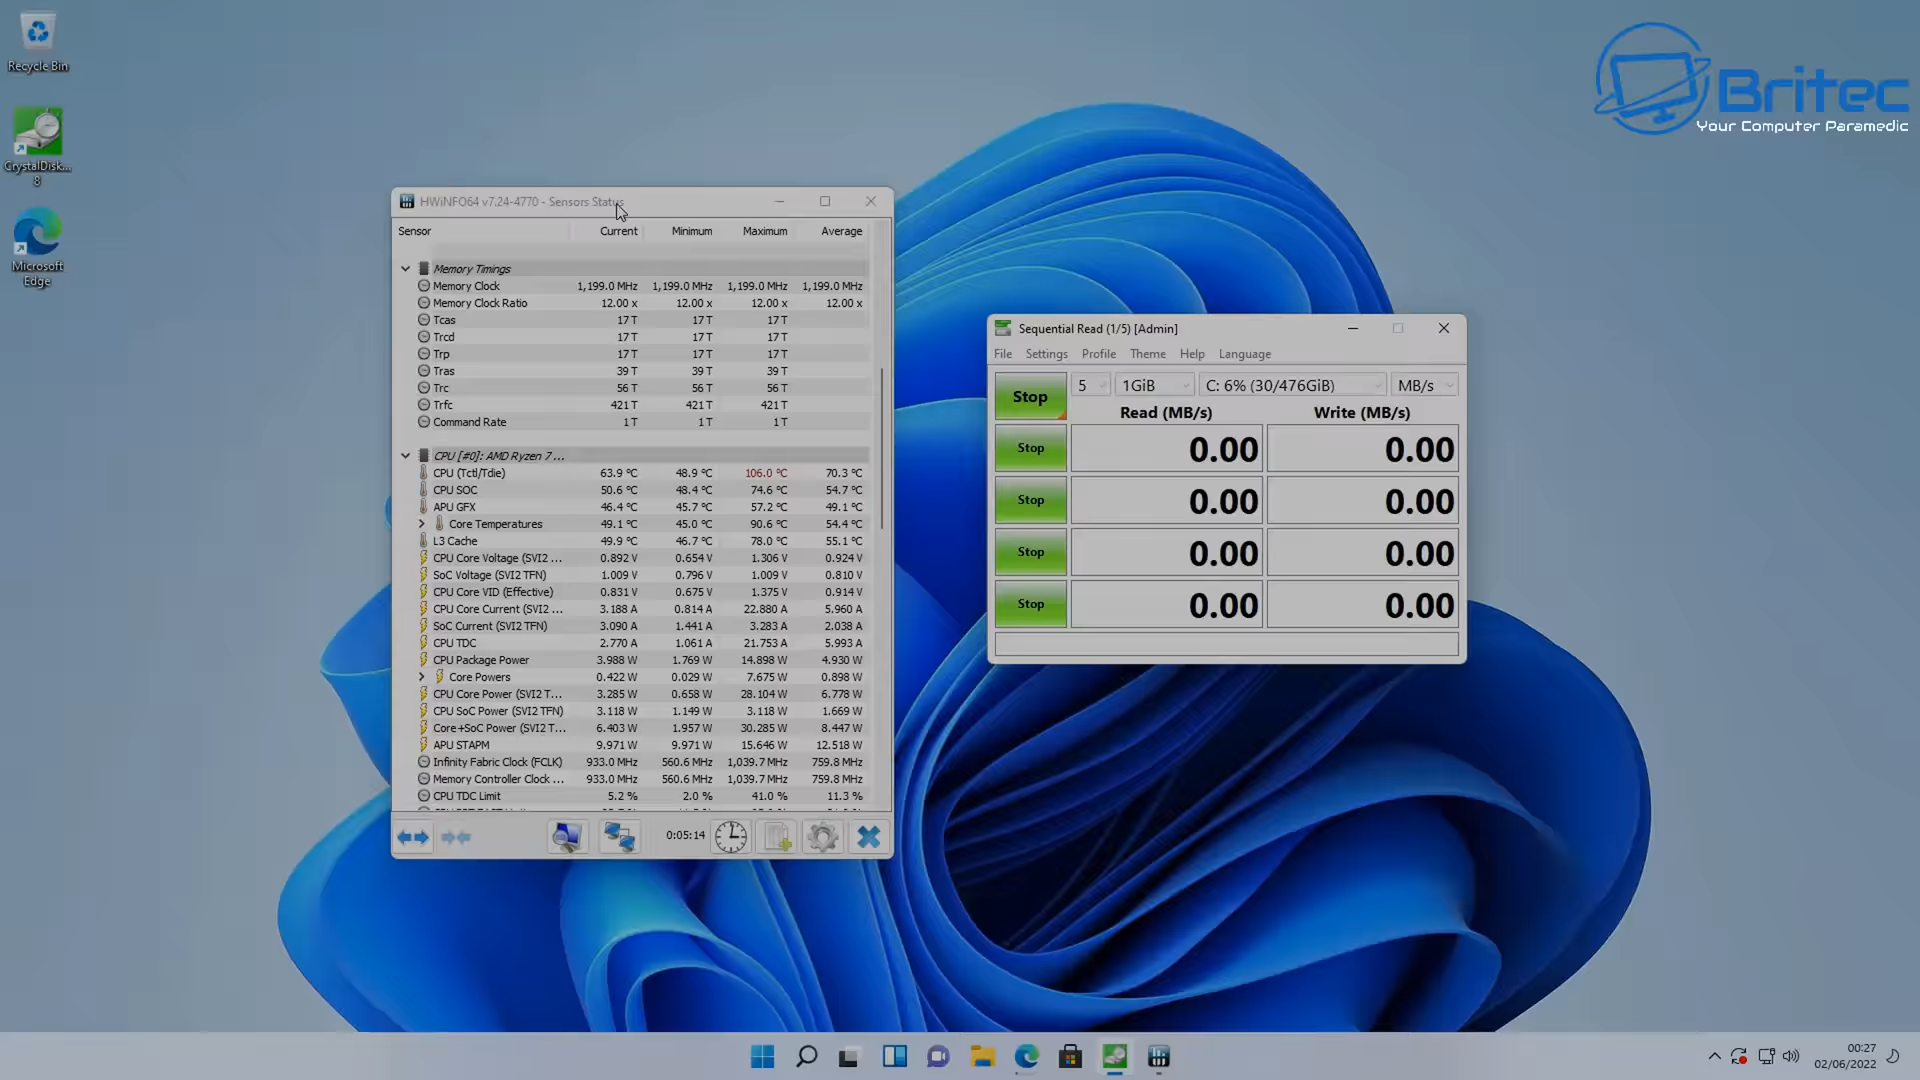 Recycle Bin
CrystalDisk...
8
Microsoft
Edge
Britec
Your Computer Paramedic
HWiNFO64 v7.24-4770 - Sensors Status
Sensor Current Minimum Maximum Average
Memory Timings
Memory Clock 1,199.0 MHz 1,199.0 MHz 1,199.0 MHz 1,199.0 MHz
Memory Clock Ratio 12.00 x 12.00 x 12.00 x 12.00 x
Tcas 17 T 17 T 17 T
Trcd 17 T 17 T 17 T
Trp 17 T 17 T 17 T
Tras 39 T 39 T 39 T
Trc 56 T 56 T 56 T
Trfc 421 T 421 T 421 T
Command Rate 1 T 1 T 1 T
CPU [#0]: AMD Ryzen 7 ...
CPU (Tctl/Tdie) 63.9 °C 48.9 °C 106.0 °C 70.3 °C
CPU SOC 50.6 °C 48.4 °C 74.6 °C 54.7 °C
APU GFX 46.4 °C 45.7 °C 57.2 °C 49.1 °C
Core Temperatures 49.1 °C 45.0 °C 90.6 °C 54.4 °C
L3 Cache 49.9 °C 46.7 °C 78.0 °C 55.1 °C
CPU Core Voltage (SVI2 ... 0.892 V 0.654 V 1.306 V 0.924 V
SoC Voltage (SVI2 TFN) 1.009 V 0.796 V 1.009 V 0.810 V
CPU Core VID (Effective) 0.831 V 0.675 V 1.375 V 0.914 V
CPU Core Current (SVI2 ... 3.188 A 0.814 A 22.880 A 5.960 A
SoC Current (SVI2 TFN) 3.090 A 1.441 A 3.283 A 2.038 A
CPU TDC 2.770 A 1.061 A 21.753 A 5.993 A
CPU Package Power 3.988 W 1.769 W 14.898 W 4.930 W
Core Powers 0.422 W 0.029 W 7.675 W 0.898 W
CPU Core Power (SVI2 T... 3.285 W 0.658 W 28.104 W 6.778 W
CPU SoC Power (SVI2 TFN) 3.118 W 1.149 W 3.118 W 1.669 W
Core+SoC Power (SVI2 T... 6.403 W 1.957 W 30.285 W 8.447 W
APU STAPM 9.971 W 9.971 W 15.646 W 12.518 W
Infinity Fabric Clock (FCLK) 933.0 MHz 560.6 MHz 1,039.7 MHz 759.8 MHz
Memory Controller Clock ... 933.0 MHz 560.6 MHz 1,039.7 MHz 759.8 MHz
CPU TDC Limit 5.2 % 2.0 % 41.0 % 11.3 %
0:05:14
Sequential Read (1/5) [Admin]
File Settings Profile Theme Help Language
Stop 5 1GiB C: 6% (30/476GiB) MB/s
Read (MB/s) Write (MB/s)
Stop 0.00 0.00
Stop 0.00 0.00
Stop 0.00 0.00
Stop 0.00 0.00
00:27
02/06/2022